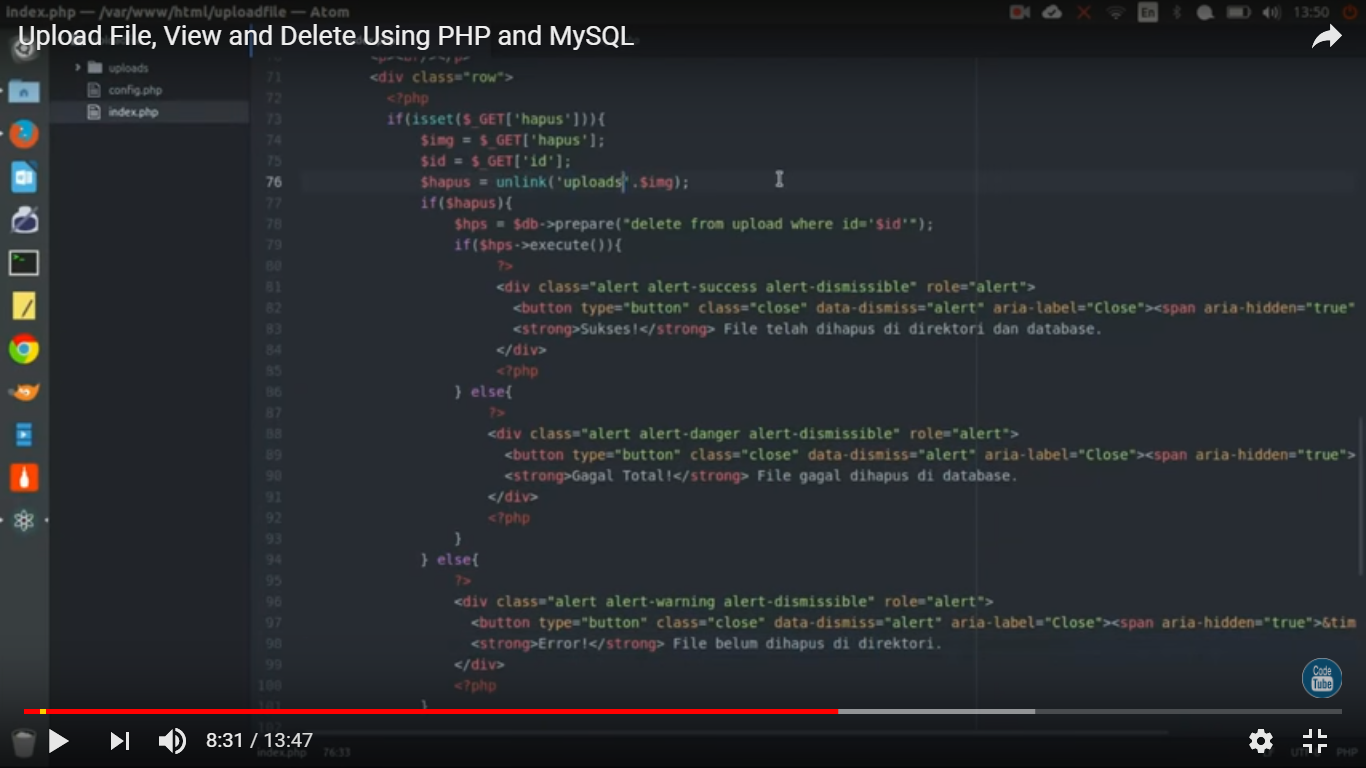 index.php — /var/www/html/uploadfile — Atom
En
13:50
Upload File, View and Delete Using PHP and MySQL
uploads
config.php
index.php
71 <div class="row">
72 <?php
73 if(isset($_GET['hapus'])){
74 $img = $_GET['hapus'];
75 $id = $_GET['id'];
76 $hapus = unlink('uploads'.$img);
77 if($hapus){
78 $hps = $db->prepare("delete from upload where id='$id'");
79 if($hps->execute()){
80 ?>
81 <div class="alert alert-success alert-dismissible" role="alert">
82 <button type="button" class="close" data-dismiss="alert" aria-label="Close"><span aria-hidden="true"
83 <strong>Sukses!</strong> File telah dihapus di direktori dan database.
84 </div>
85 <?php
86 } else{
87 ?>
88 <div class="alert alert-danger alert-dismissible" role="alert">
89 <button type="button" class="close" data-dismiss="alert" aria-label="Close"><span aria-hidden="true">
90 <strong>Gagal Total!</strong> File gagal dihapus di database.
91 </div>
92 <?php
93 }
94 } else{
95 ?>
96 <div class="alert alert-warning alert-dismissible" role="alert">
97 <button type="button" class="close" data-dismiss="alert" aria-label="Close"><span aria-hidden="true">&tim
98 <strong>Error!</strong> File belum dihapus di direktori.
99 </div>
100 <?php
101 }
102
Code
Tube
8:31 / 13:47
index.php 76:33
PHP